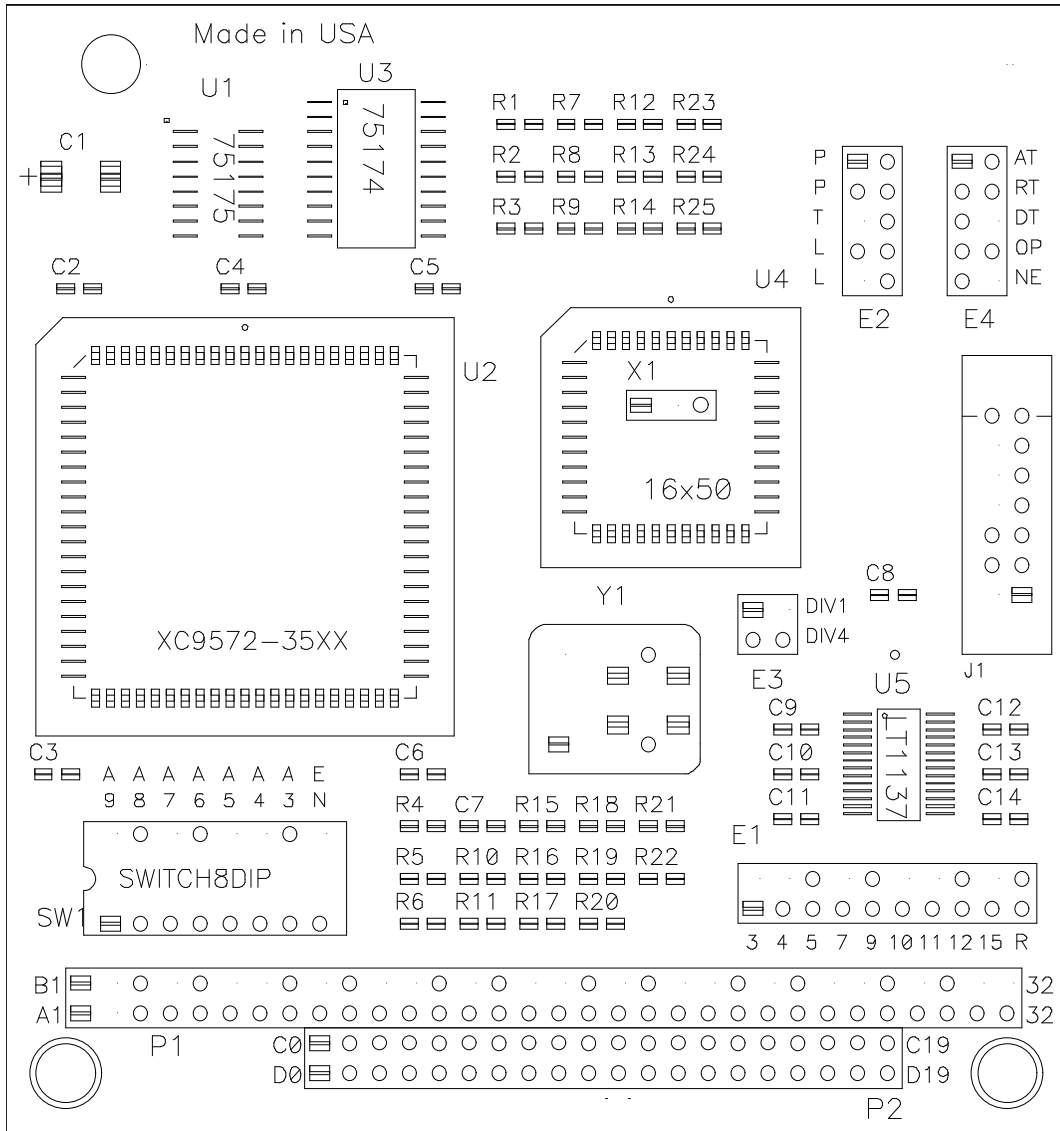 Made in USA
U1
U3
75175
75174
C1
+
R1 R7 R12 R23
R2 R8 R13 R24
R3 R9 R14 R25
P
P
T
L
L
AT
RT
DT
OP
NE
E2
E4
C2
C4
C5
U4
U2
X1
16x50
XC9572-35XX
Y1
DIV1
DIV4
E3
C8
J1
U5
LT1137
C9
C10
C11
C12
C13
C14
C3
C6
A A A A A A A E
9 8 7 6 5 4 3 N
SWITCH8DIP
SW1
R4 C7 R15 R18 R21
R5 R10 R16 R19 R22
R6 R11 R17 R20
E1
3 4 5 7 9 10 11 12 15 R
B1 32
A1 32
P1
C0 C19
D0 D19
P2